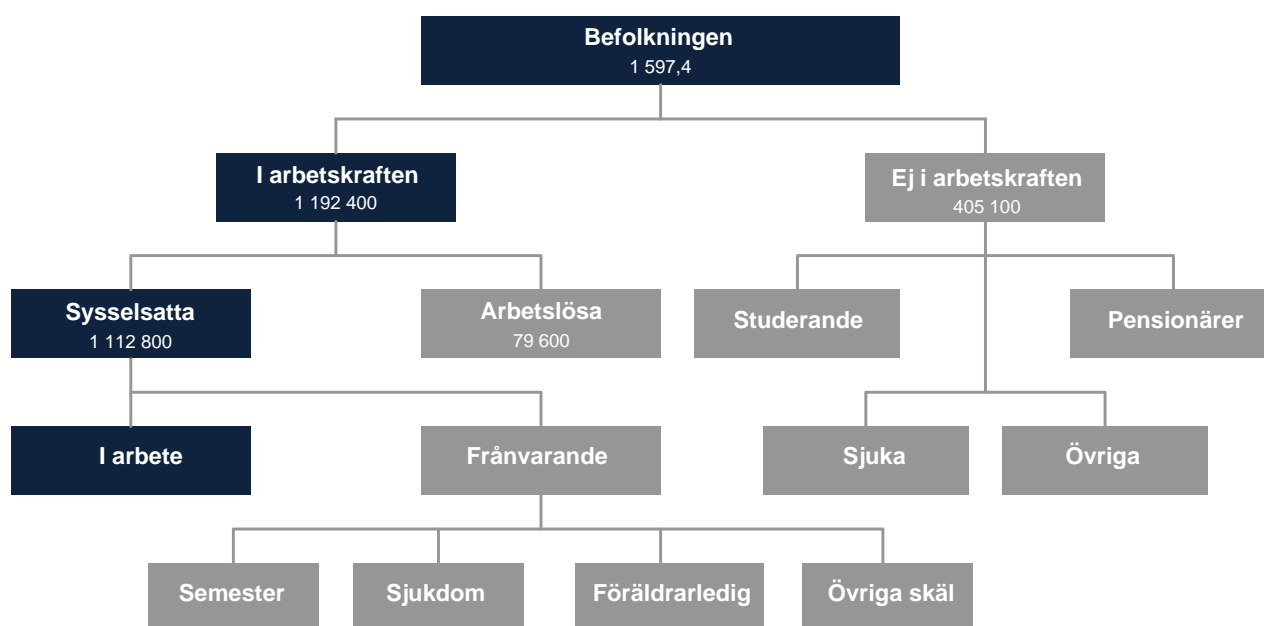 Befolkningen
1 597,4
I arbetskraften
1 192 400
Ej i arbetskraften
405 100
Sysselsatta
1 112 800
Arbetslösa
79 600
Studerande
Pensionärer
I arbete
Frånvarande
Sjuka
Övriga
Semester
Sjukdom
Föräldrarledig
Övriga skäl